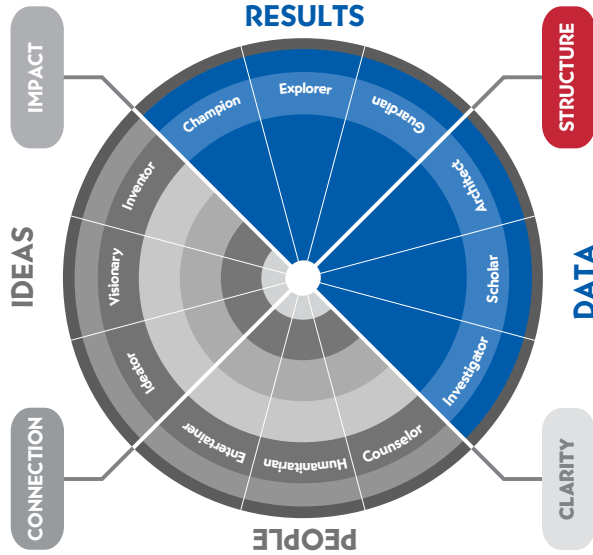 RESULTS
IMPACT
STRUCTURE
Champion
Explorer
Guardian
Inventor
Architect
IDEAS
Visionary
Scholar
DATA
Ideator
Investigator
Entertainer
Humanitarian
Counselor
CONNECTION
CLARITY
PEOPLE